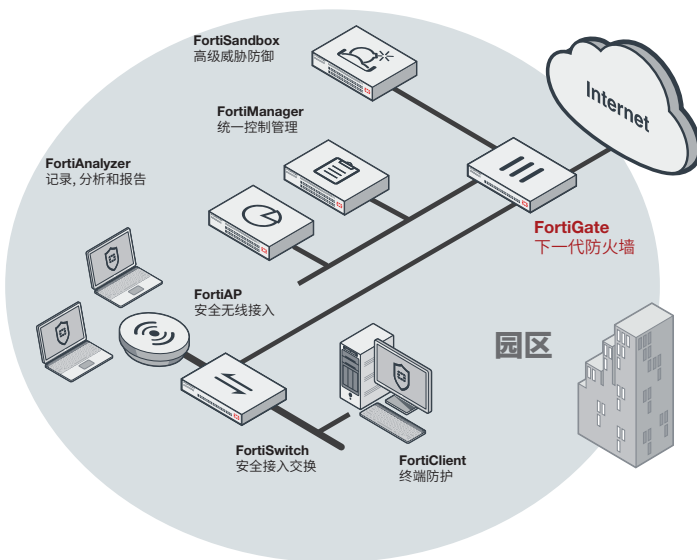 FortiSandbox
高级威胁防御
FortiManager
统一控制管理
FortiAnalyzer
记录, 分析和报告
Internet
FortiGate
下一代防火墙
FortiAP
安全无线接入
园区
FortiSwitch
安全接入交换
FortiClient
终端防护